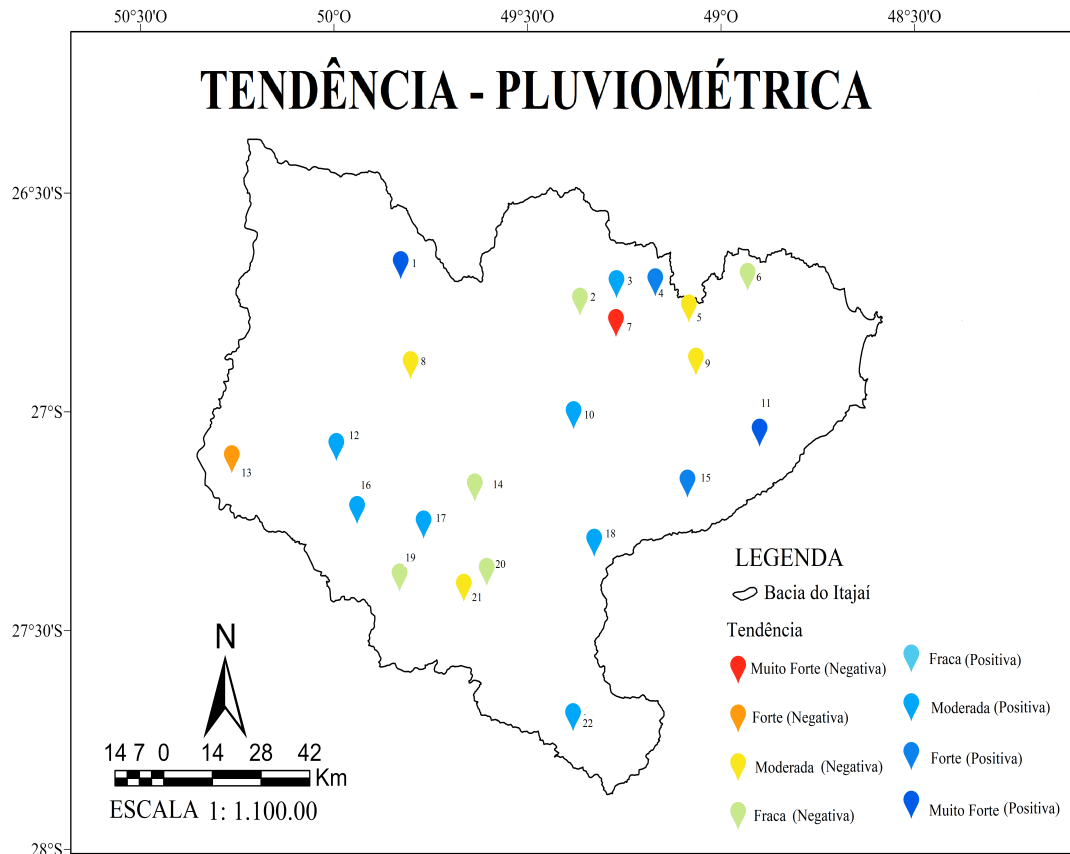 50°30'O 50°O 49°30'O 49°O 48°30'O
TENDÊNCIA - PLUVIOMÉTRICA
26°30'S
27°S
27°30'S
28°S
1
2
3
4
5
6
7
8
9
10
11
12
13
14
15
16
17
18
19
20
21
22
LEGENDA
Bacia do Itajaí
Tendência
Muito Forte (Negativa)
Forte (Negativa)
Moderada (Negativa)
Fraca (Negativa)
Fraca (Positiva)
Moderada (Positiva)
Forte (Positiva)
Muito Forte (Positiva)
N
14 7 0 14 28 42
Km
ESCALA 1: 1.100.00